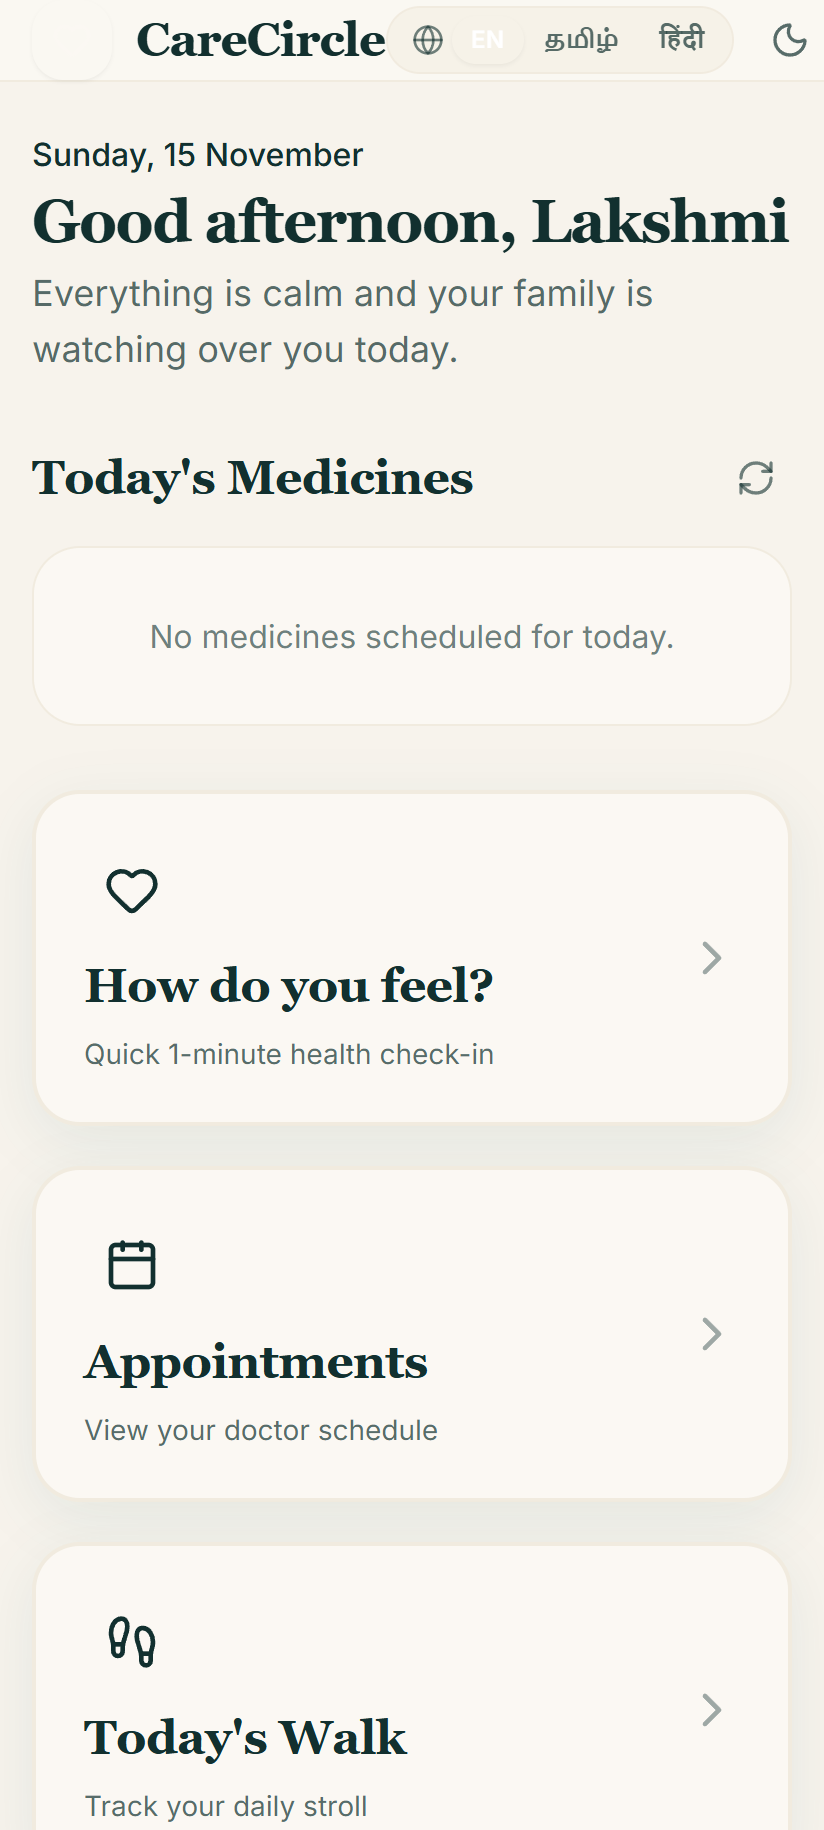 CareCircle
EN தமிழ் हिंदी
Sunday, 15 November
Good afternoon, Lakshmi
Everything is calm and your family is
watching over you today.
Today's Medicines
No medicines scheduled for today.
How do you feel?
Quick 1-minute health check-in
Appointments
View your doctor schedule
Today's Walk
Track your daily stroll